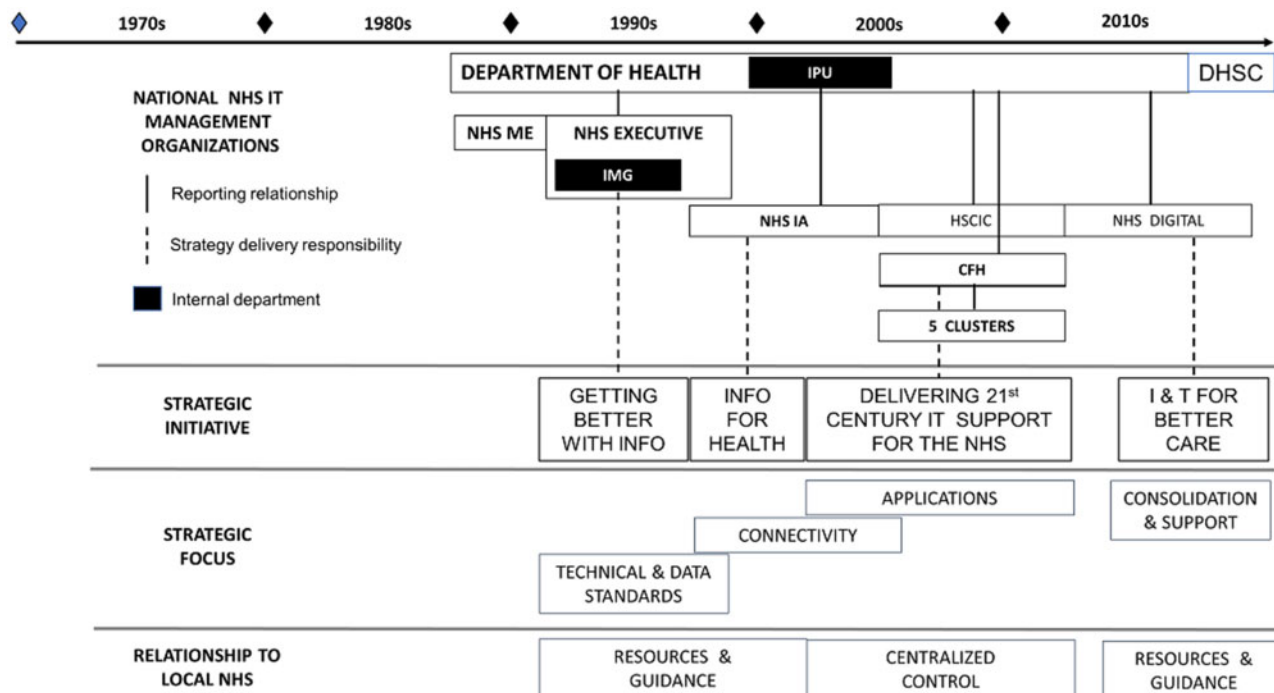 1970s 1980s 1990s 2000s 2010s
DEPARTMENT OF HEALTH IPU DHSC
NATIONAL NHS IT
MANAGEMENT
ORGANIZATIONS
NHS ME NHS EXECUTIVE
IMG
Reporting relationship
NHS IA HSCIC NHS DIGITAL
Strategy delivery responsibility
CFH
Internal department
5 CLUSTERS
STRATEGIC
INITIATIVE
GETTING
BETTER
WITH INFO
INFO
FOR
HEALTH
DELIVERING 21st
CENTURY IT SUPPORT
FOR THE NHS
I & T FOR
BETTER
CARE
STRATEGIC
FOCUS
APPLICATIONS
CONSOLIDATION
& SUPPORT
CONNECTIVITY
TECHNICAL & DATA
STANDARDS
RELATIONSHIP TO
LOCAL NHS
RESOURCES &
GUIDANCE
CENTRALIZED
CONTROL
RESOURCES &
GUIDANCE